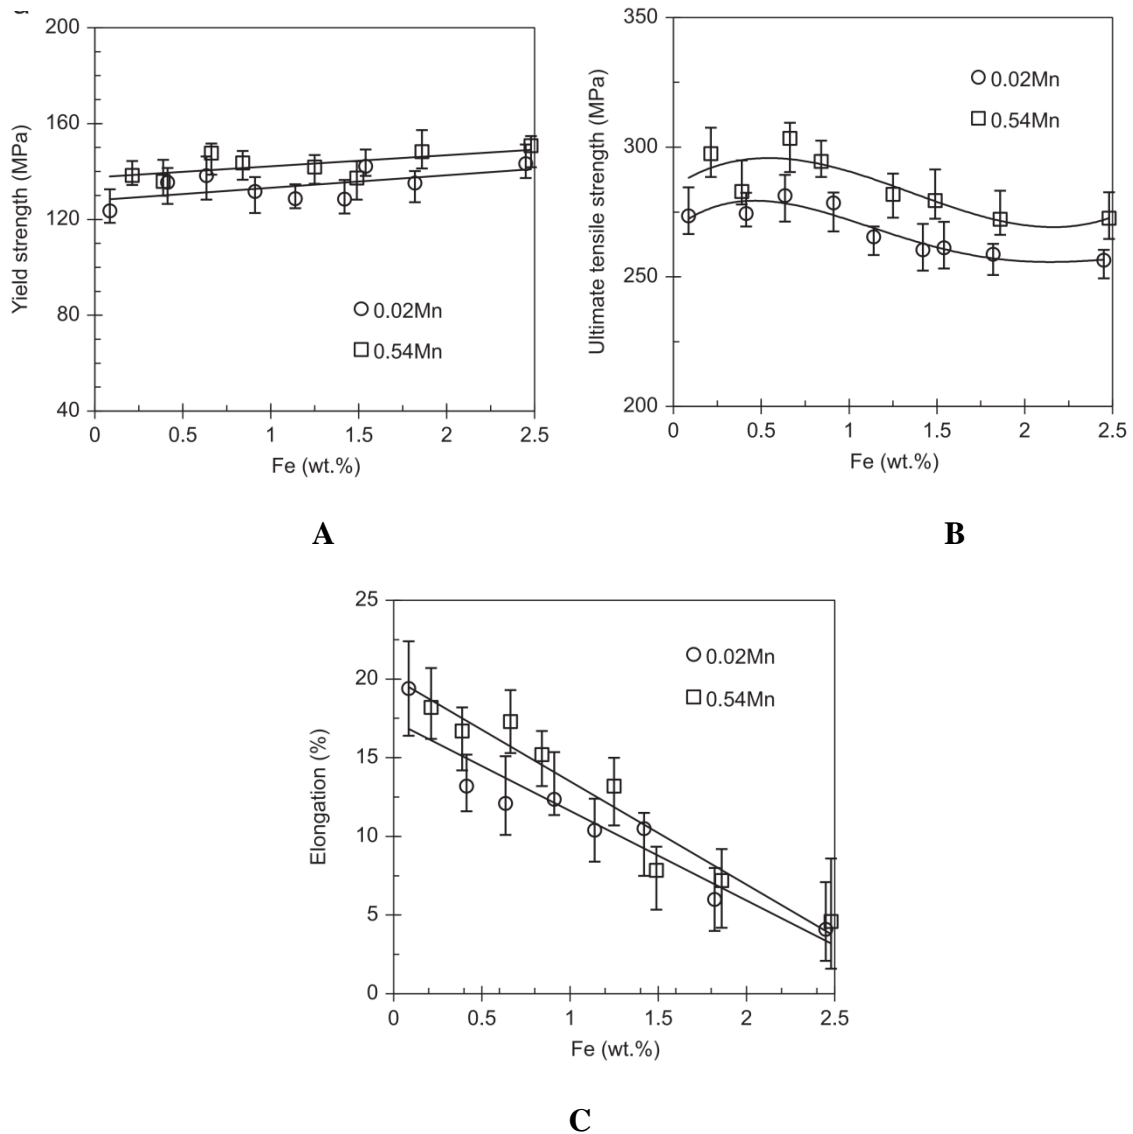 200
160
120
80
40
Yield strength (MPa)
0.02Mn
0.54Mn
0 0.5 1 1.5 2 2.5
Fe (wt.%)
A
350
300
250
200
Ultimate tensile strength (MPa)
0.02Mn
0.54Mn
0 0.5 1 1.5 2 2.5
Fe (wt.%)
B
25
20
15
10
5
0
Elongation (%)
0.02Mn
0.54Mn
0 0.5 1 1.5 2 2.5
Fe (wt.%)
C